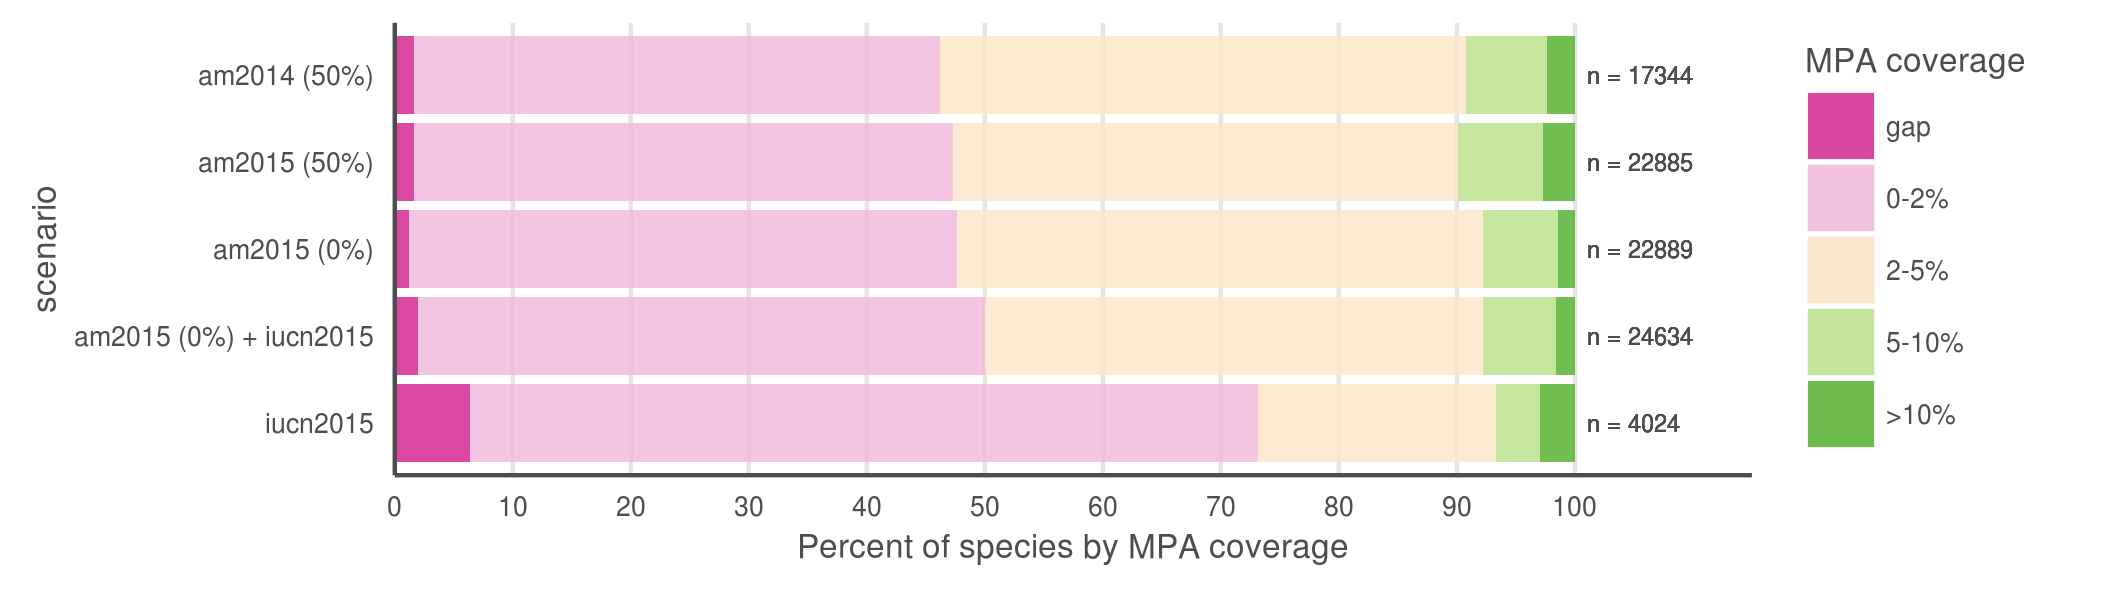 am2014 (50%)
n = 17344
am2015 (50%)
n = 22885
am2015 (0%)
n = 22889
am2015 (0%) + iucn2015
n = 24634
iucn2015
n = 4024
scenario
0 10 20 30 40 50 60 70 80 90 100
Percent of species by MPA coverage
MPA coverage
gap
0-2%
2-5%
5-10%
>10%